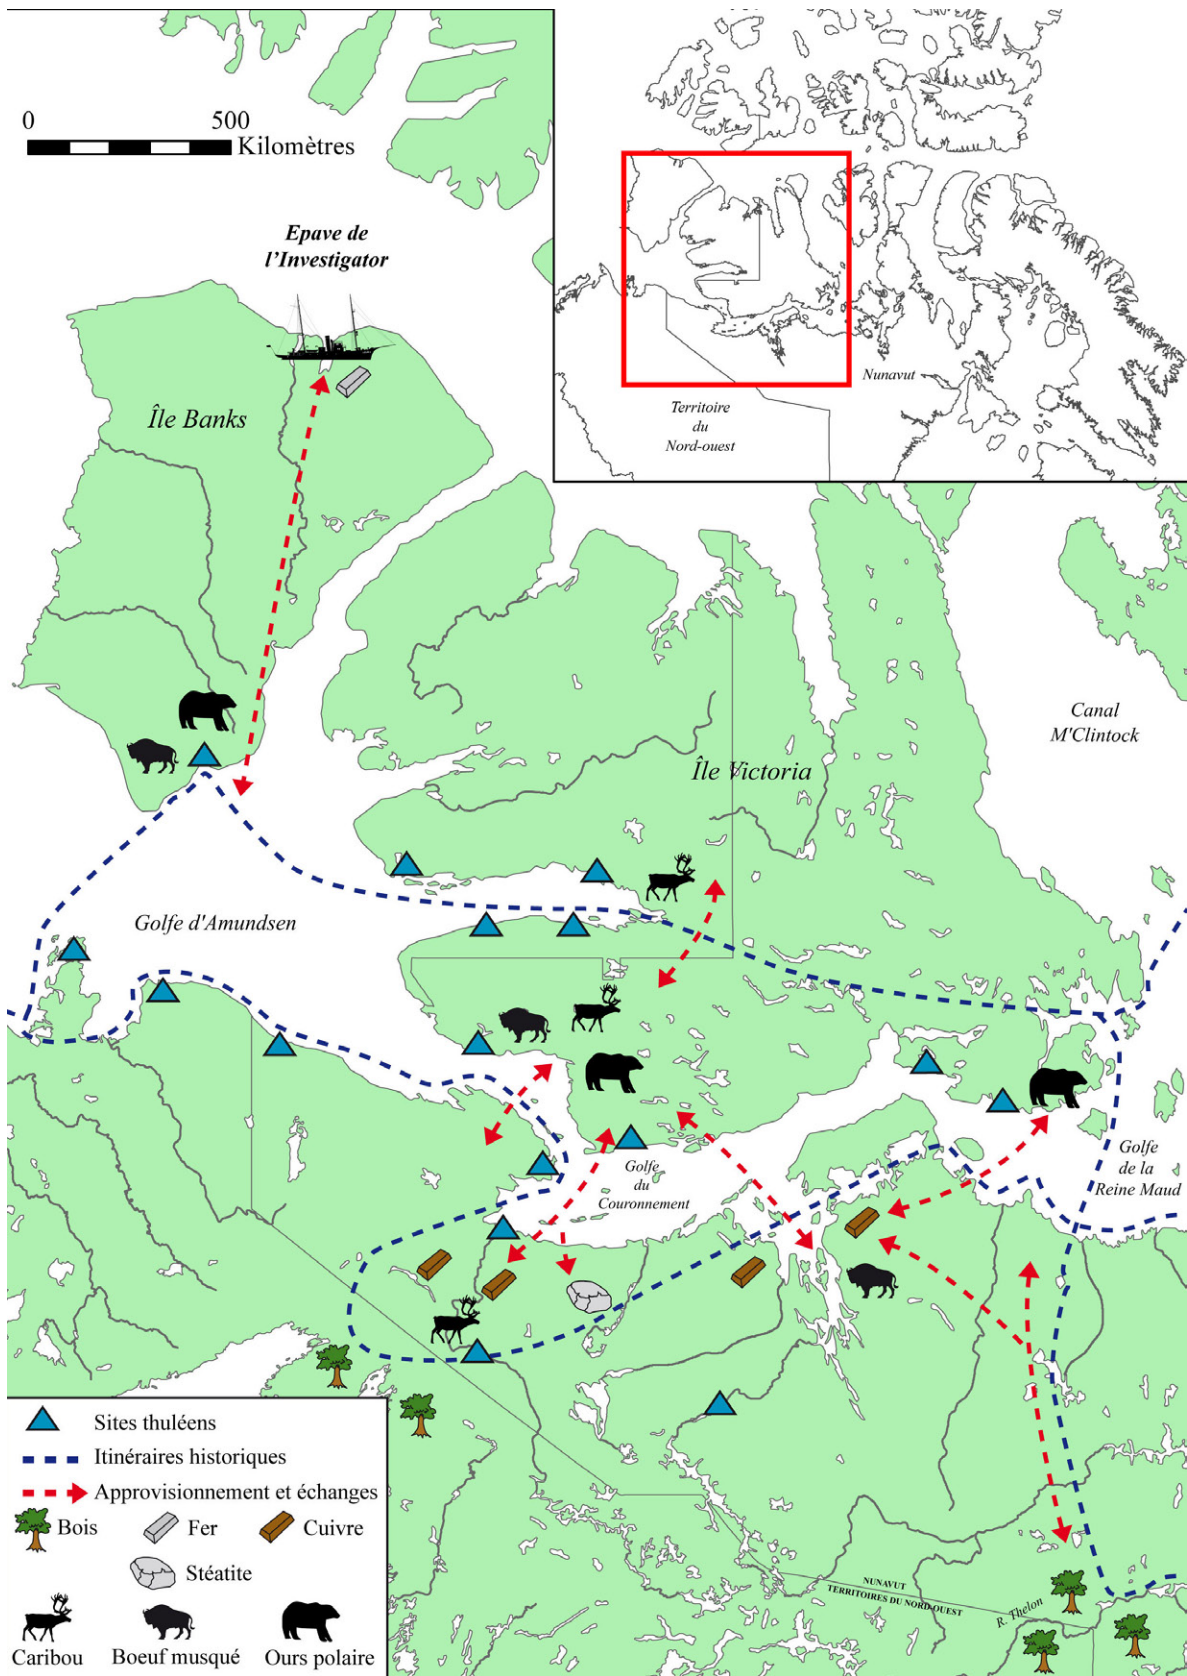 0 500
Kilomètres
Epave de
l'Investigator
Île Banks
Nunavut
Territoire
du
Nord-ouest
Canal
M'Clintock
Île Victoria
Golfe d'Amundsen
Golfe
de la
Reine Maud
Golfe
du
Couronnement
NUNAVUT
TERRITOIRES DU NORD-OUEST
R. Thelon
Sites thuléens
Itinéraires historiques
Approvisionnement et échanges
Bois Fer Cuivre
Stéatite
Caribou Boeuf musqué Ours polaire